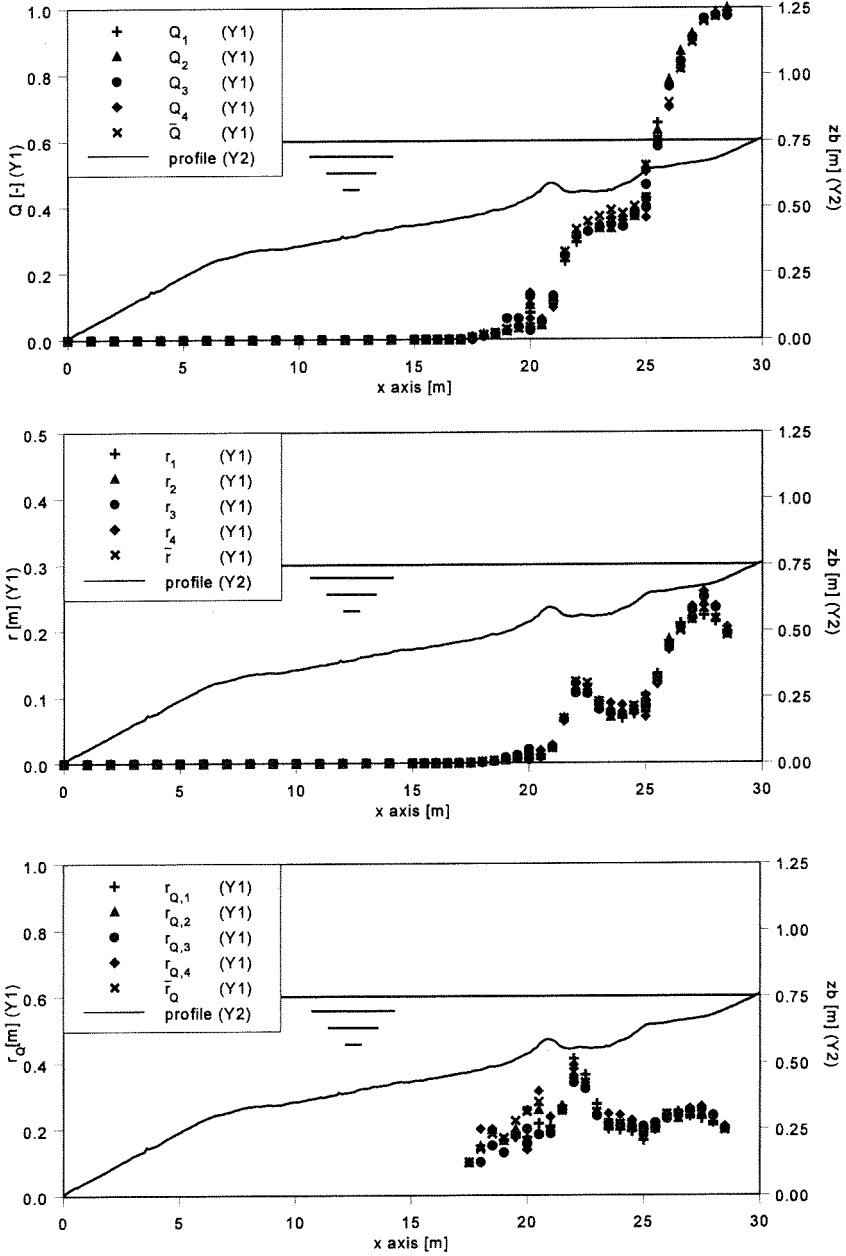 1.0
0.8
0.6
0.4
0.2
0.0
Q [-] (Y1)
Q1 (Y1)
Q2 (Y1)
Q3 (Y1)
Q4 (Y1)
Q̄ (Y1)
profile (Y2)
1.25
1.00
0.75
0.50
0.25
0.00
zb [m] (Y2)
0 5 10 15 20 25 30
x axis [m]
0.5
0.4
0.3
0.2
0.1
0.0
r [m] (Y1)
r1 (Y1)
r2 (Y1)
r3 (Y1)
r4 (Y1)
r̄ (Y1)
profile (Y2)
1.25
1.00
0.75
0.50
0.25
0.00
zb [m] (Y2)
0 5 10 15 20 25 30
x axis [m]
1.0
0.8
0.6
0.4
0.2
0.0
rQ[m] (Y1)
rQ,1 (Y1)
rQ,2 (Y1)
rQ,3 (Y1)
rQ,4 (Y1)
r̄Q (Y1)
profile (Y2)
1.25
1.00
0.75
0.50
0.25
0.00
zb [m] (Y2)
0 5 10 15 20 25 30
x axis [m]